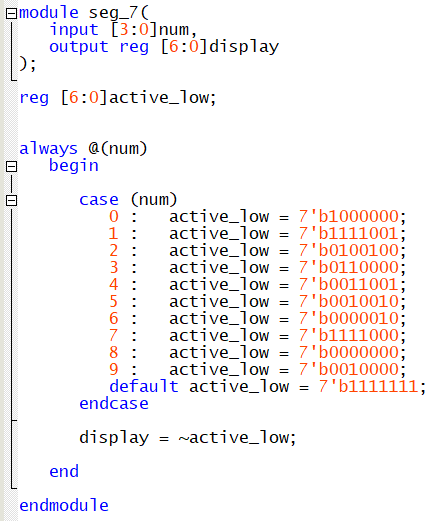 module seg_7(
   input [3:0]num,
   output reg [6:0]display
);
reg [6:0]active_low;
always @(num)
   begin
      case (num)
         0 :   active_low = 7'b1000000;
         1 :   active_low = 7'b1111001;
         2 :   active_low = 7'b0100100;
         3 :   active_low = 7'b0110000;
         4 :   active_low = 7'b0011001;
         5 :   active_low = 7'b0010010;
         6 :   active_low = 7'b0000010;
         7 :   active_low = 7'b1111000;
         8 :   active_low = 7'b0000000;
         9 :   active_low = 7'b0010000;
         default active_low = 7'b1111111;
      endcase
      display = ~active_low;
   end
endmodule